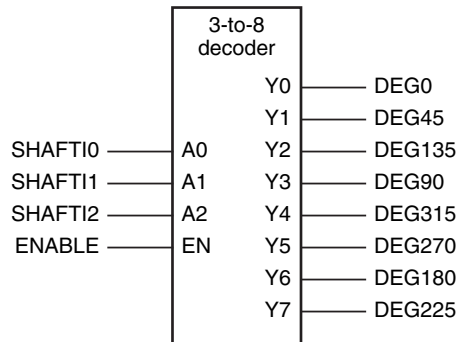 3-to-8
decoder
Y0 DEG0
Y1 DEG45
SHAFTI0 A0 Y2 DEG135
SHAFTI1 A1 Y3 DEG90
SHAFTI2 A2 Y4 DEG315
ENABLE EN Y5 DEG270
Y6 DEG180
Y7 DEG225